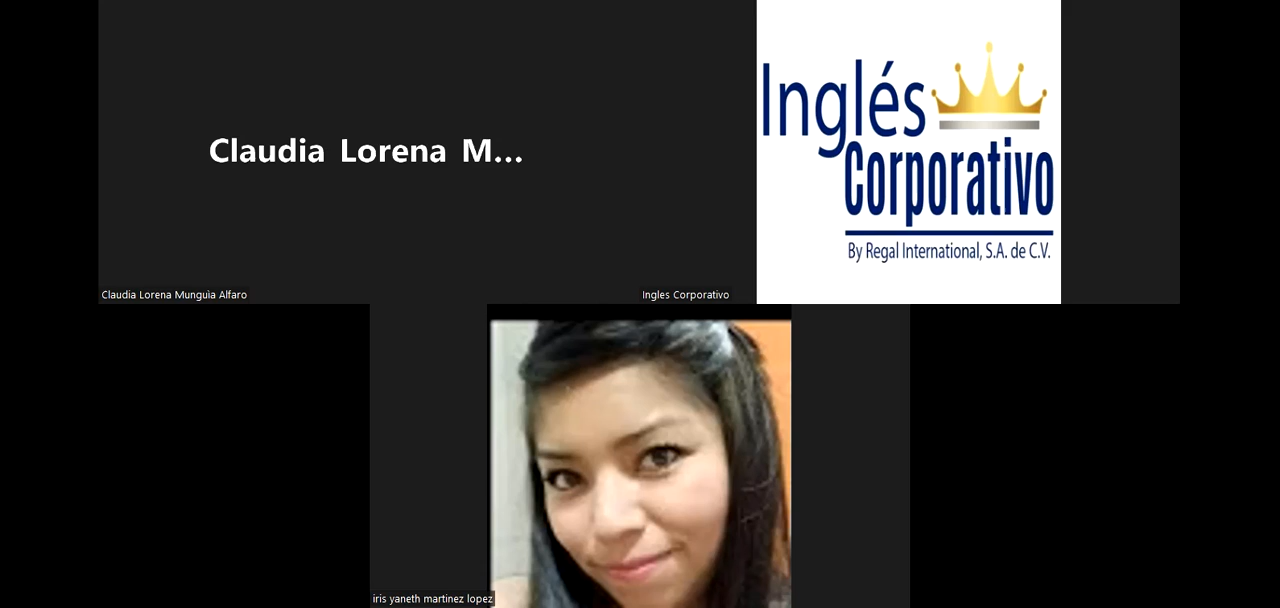 Claudia Lorena M...
Inglés
Corporativo
By Regal International, S.A. de C.V.
Claudia Lorena Munguia Alfaro
Ingles Corporativo
iris yaneth martinez lopez